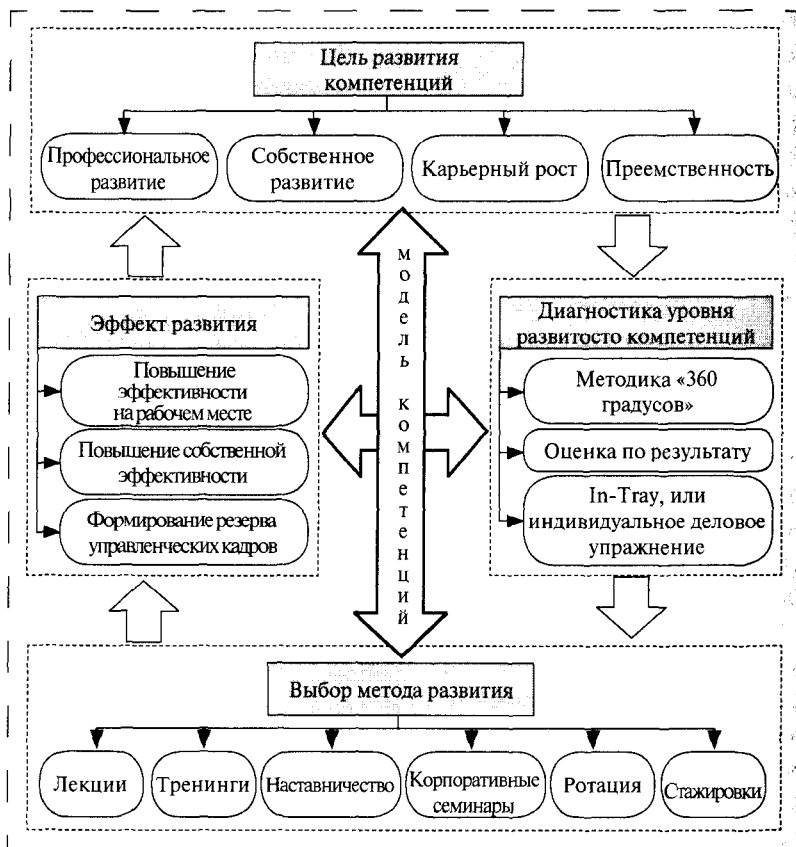 Цель развития
компетенций
Профессиональное
развитие
Собственное
развитие
Карьерный рост
Преемственность
модель компетенций
Эффект развития
Повышение
эффективности
на рабочем месте
Повышение собственной
эффективности
Формирование резерва
управленческих кадров
Диагностика уровня
развитосто компетенций
Методика «360
градусов»
Оценка по результату
In-Tray, или
индивидуальное деловое
упражнение
Выбор метода развития
Лекции
Тренинги
Наставничество
Корпоративные
семинары
Ротация
Стажировки